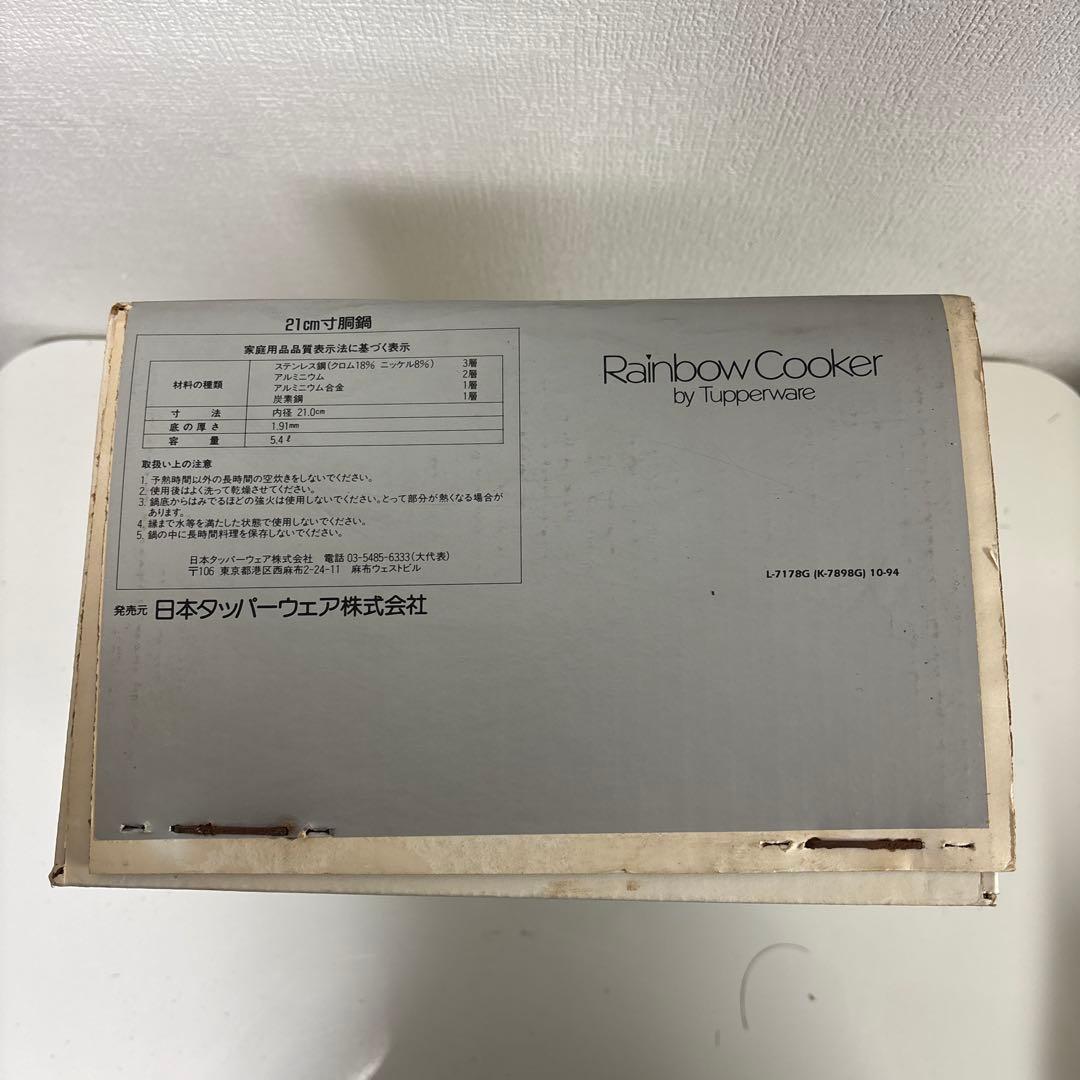 21cm寸胴鍋
家庭用品品質表示法に基づく表示
材料の種類
ステンレス鋼(クロム18% ニッケル8%) 3層
アルミニウム 2層
アルミニウム合金 1層
炭素鋼 1層
寸法 内径 21.0cm
底の厚さ 1.91mm
容量 5.4ℓ
取扱い上の注意
1. 予熱時間以外の長時間の空炊きをしないでください。
2. 使用後はよく洗って乾燥させてください。
3. 鍋底からはみでるほどの強火は使用しないでください。とって部分が熱くなる場合が
あります。
4. 縁まで水等を満たした状態で使用しないでください。
5. 鍋の中に長時間料理を保存しないでください。
日本タッパーウェア株式会社 電話 03-5485-6333(大代表)
〒106 東京都港区西麻布2-24-11 麻布ウェストビル
発売元 日本タッパーウェア株式会社
Rainbow Cooker
by Tupperware
L-7178G (K-7898G) 10-94